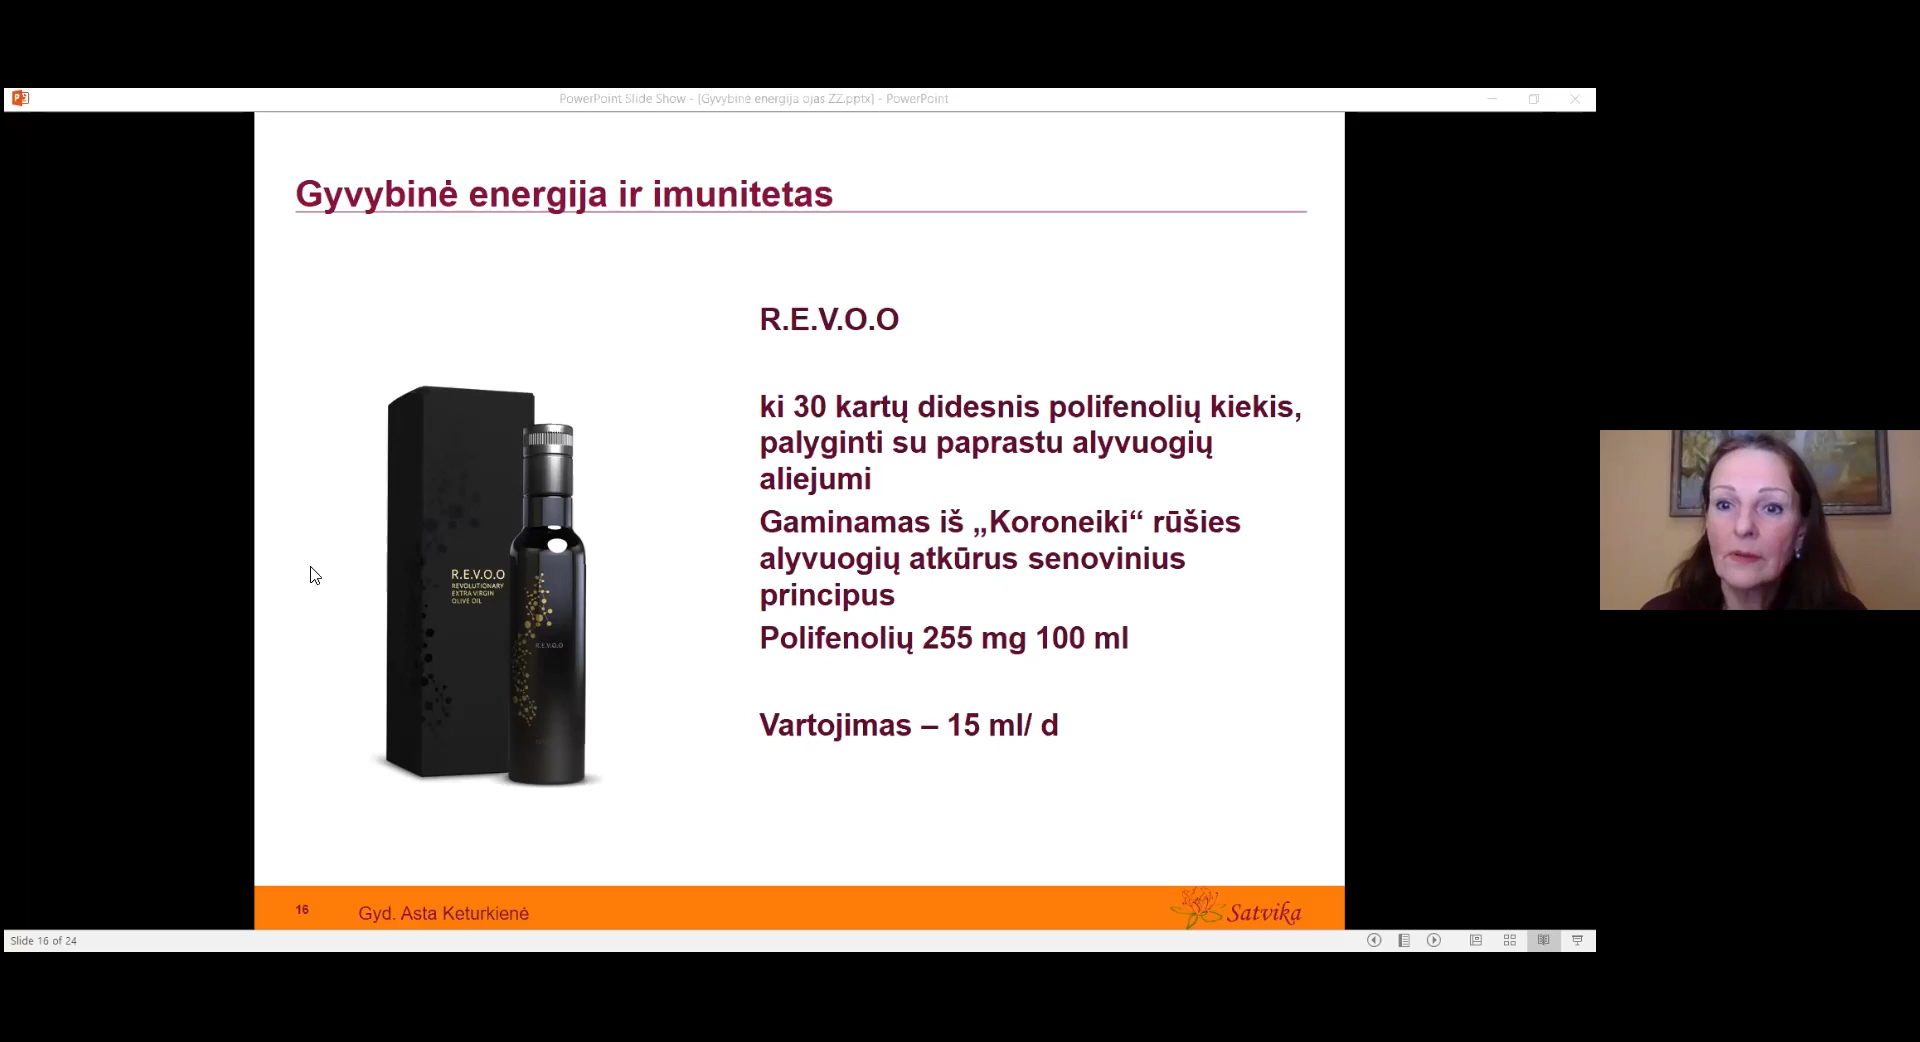 PowerPoint Slide Show - [Gyvybinė energija ojas ZZ.pptx] - PowerPoint
Gyvybinė energija ir imunitetas
R.E.V.O.O
ki 30 kartų didesnis polifenolių kiekis,
palyginti su paprastu alyvuogių
aliejumi
Gaminamas iš „Koroneiki“ rūšies
alyvuogių atkūrus senovinius
principus
Polifenolių 255 mg 100 ml
Vartojimas – 15 ml/ d
R.E.V.O.O
REVOLUTIONARY
EXTRA VIRGIN
OLIVE OIL
R.E.V.O.O
16
Gyd. Asta Keturkienė
Satvika
Slide 16 of 24